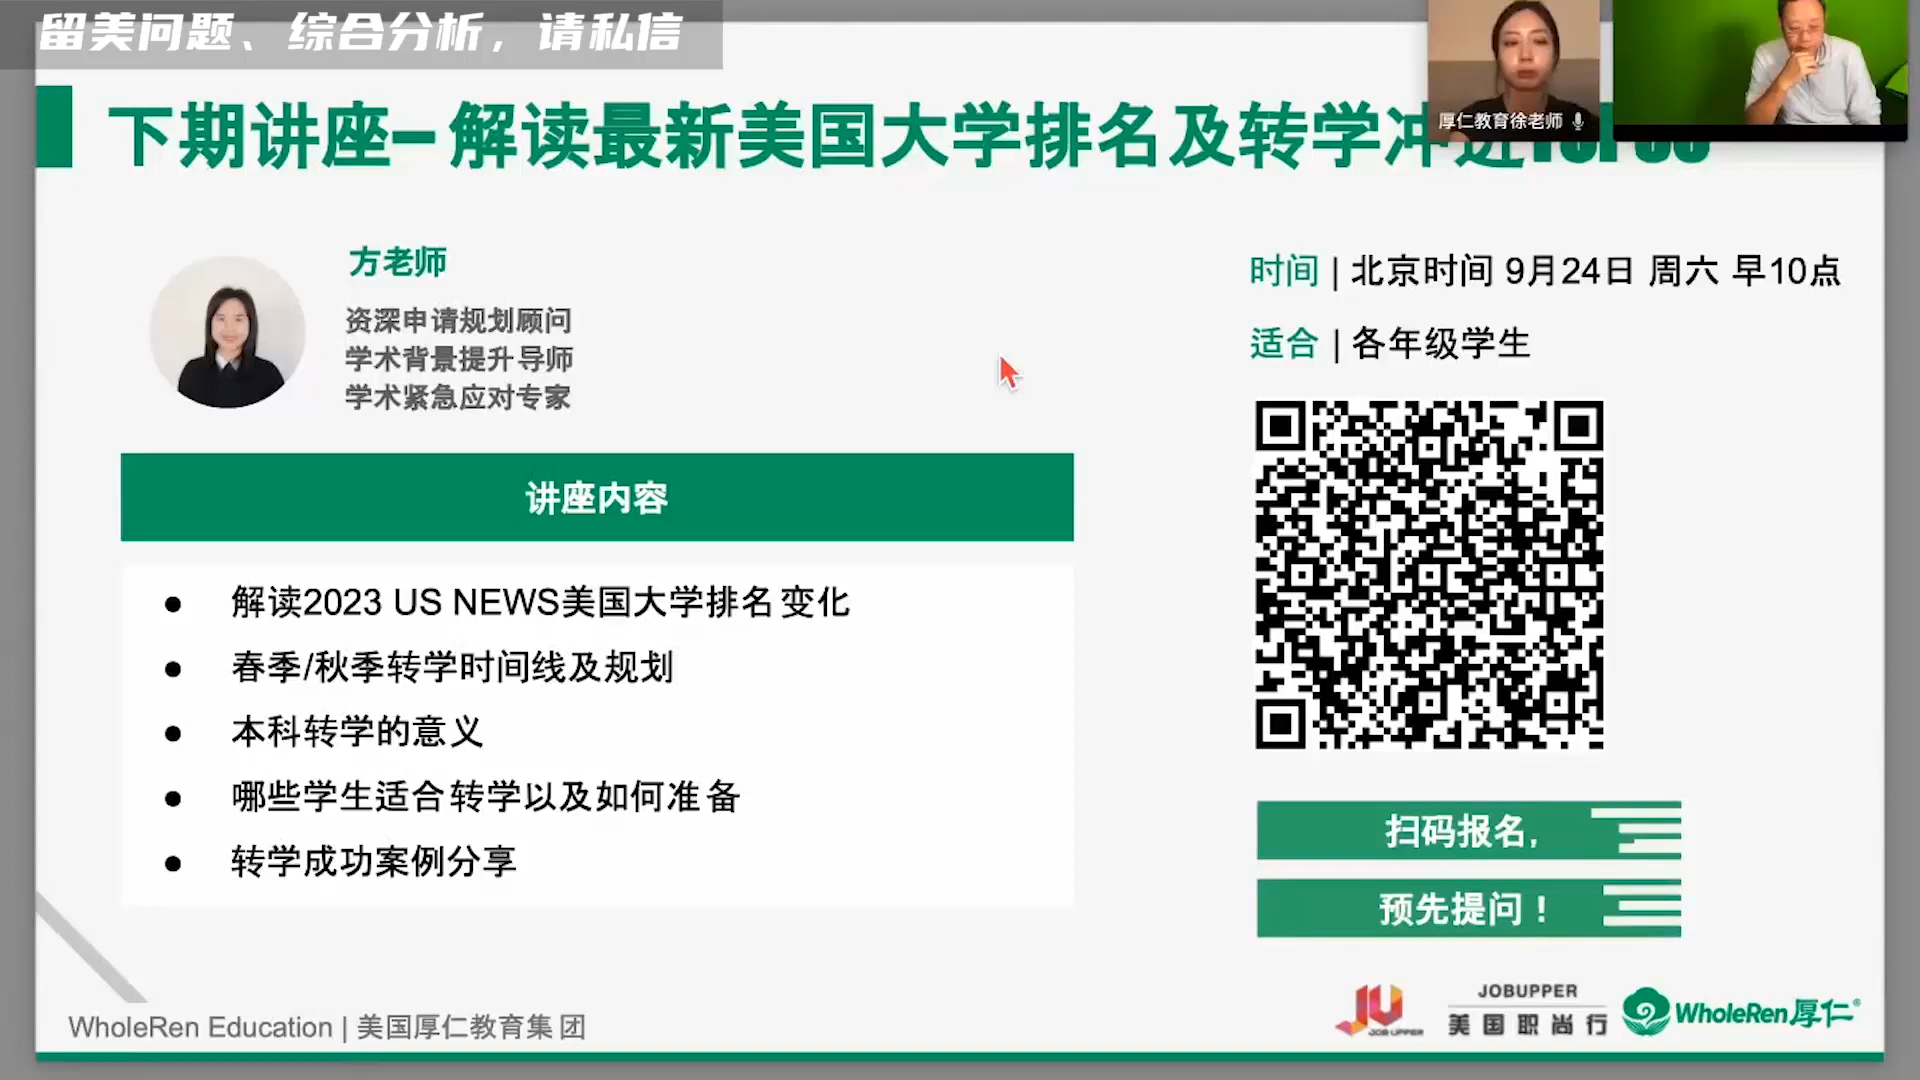 留美问题、综合分析，请私信
厚仁教育徐老师
下期讲座–解读最新美国大学排名及转学冲进
方老师
资深申请规划顾问
学术背景提升导师
学术紧急应对专家
时间 | 北京时间 9月24日 周六 早10点
适合 | 各年级学生
讲座内容
● 解读2023 US NEWS美国大学排名变化
● 春季/秋季转学时间线及规划
● 本科转学的意义
● 哪些学生适合转学以及如何准备
● 转学成功案例分享
扫码报名,
预先提问！
WholeRen Education | 美国厚仁教育集团
JU
JOB UPPER
JOBUPPER
美国职尚行
WholeRen厚仁®